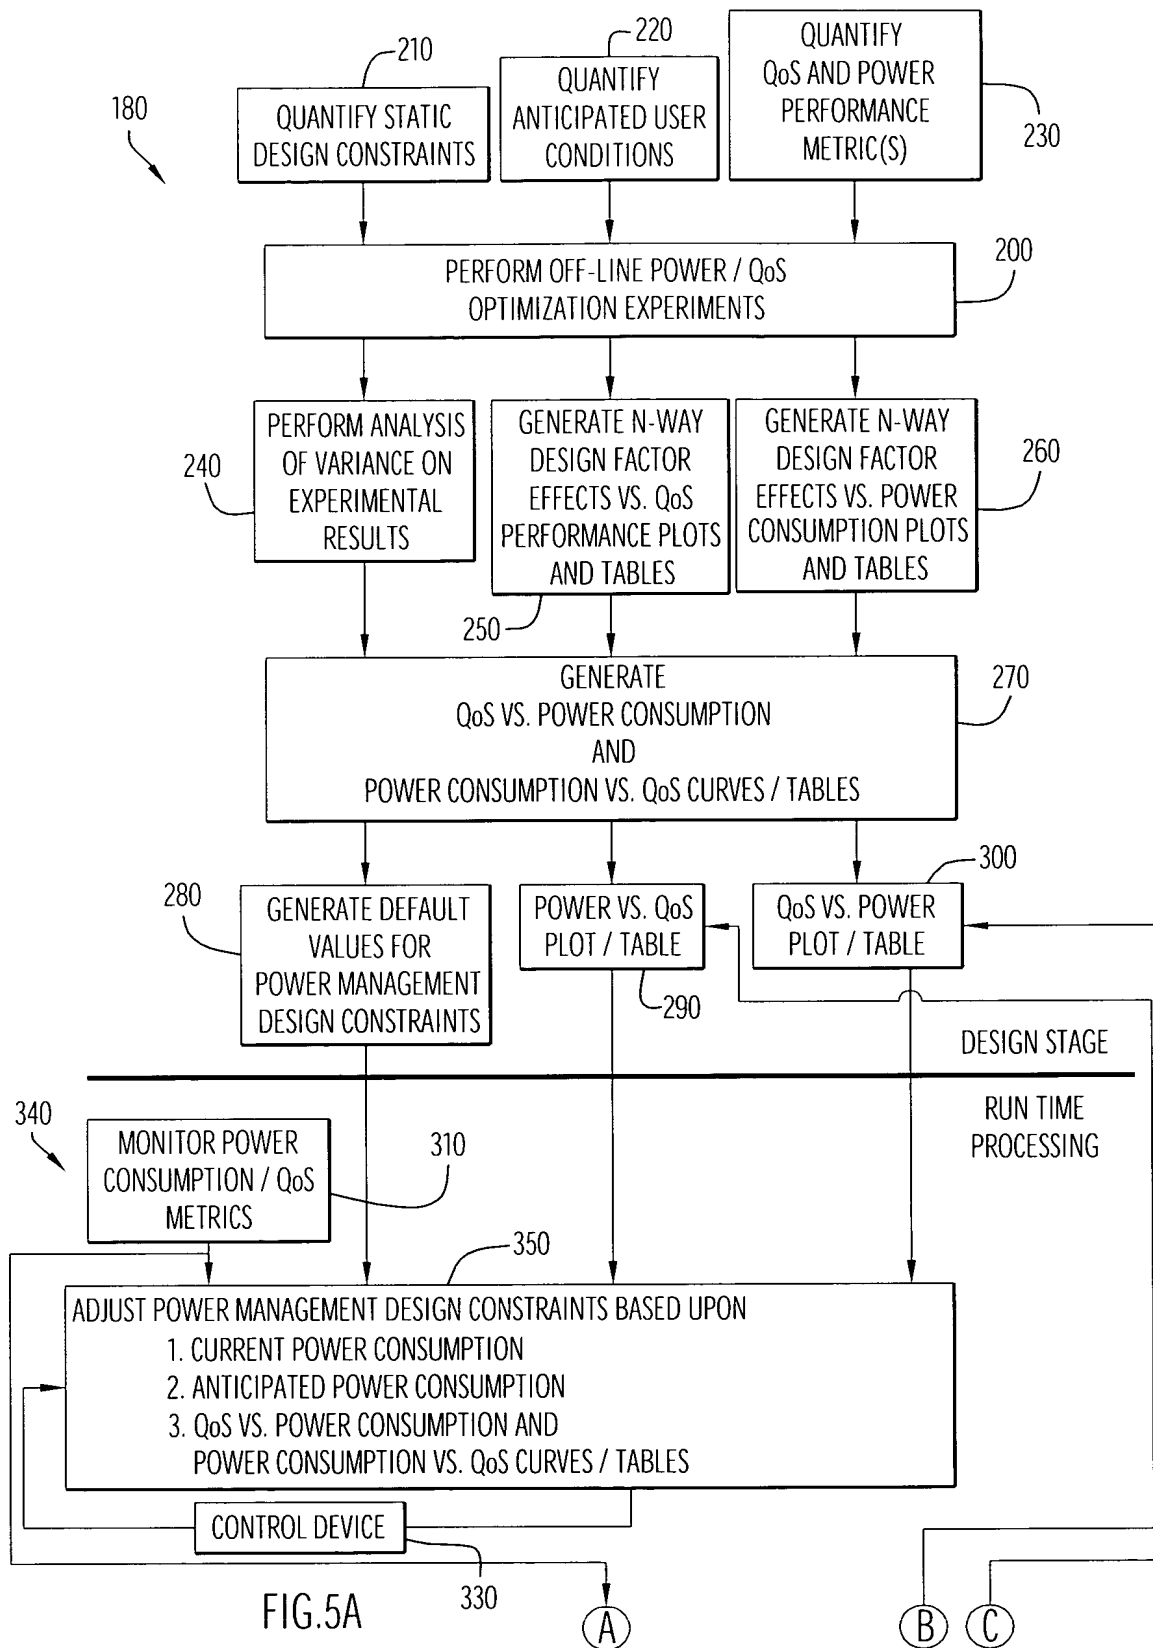 210
220
QUANTIFY
QoS AND POWER
PERFORMANCE
METRIC(S)
230
180
QUANTIFY STATIC
DESIGN CONSTRAINTS
QUANTIFY
ANTICIPATED USER
CONDITIONS
PERFORM OFF-LINE POWER / QoS
OPTIMIZATION EXPERIMENTS
200
240
PERFORM ANALYSIS
OF VARIANCE ON
EXPERIMENTAL
RESULTS
GENERATE N-WAY
DESIGN FACTOR
EFFECTS VS. QoS
PERFORMANCE PLOTS
AND TABLES
250
GENERATE N-WAY
DESIGN FACTOR
EFFECTS VS. POWER
CONSUMPTION PLOTS
AND TABLES
260
GENERATE
QoS VS. POWER CONSUMPTION
AND
POWER CONSUMPTION VS. QoS CURVES / TABLES
270
280
GENERATE DEFAULT
VALUES FOR
POWER MANAGEMENT
DESIGN CONSTRAINTS
POWER VS. QoS
PLOT / TABLE
290
300
QoS VS. POWER
PLOT / TABLE
DESIGN STAGE
RUN TIME
PROCESSING
340
MONITOR POWER
CONSUMPTION / QoS
METRICS
310
350
ADJUST POWER MANAGEMENT DESIGN CONSTRAINTS BASED UPON
1. CURRENT POWER CONSUMPTION
2. ANTICIPATED POWER CONSUMPTION
3. QoS VS. POWER CONSUMPTION AND
POWER CONSUMPTION VS. QoS CURVES / TABLES
CONTROL DEVICE
330
FIG.5A
A
B
C